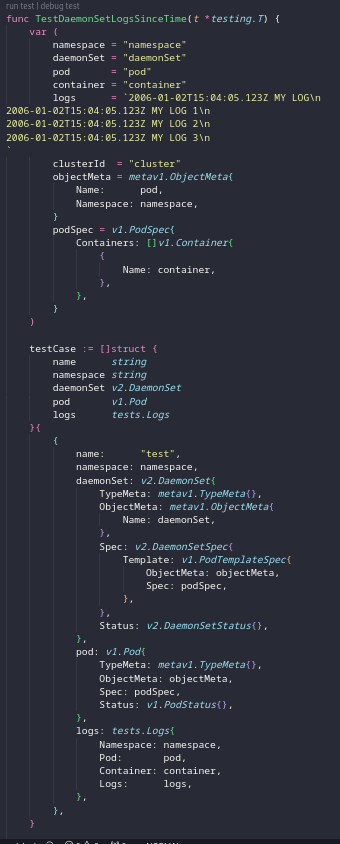 run test | debug test
func TestDaemonSetLogsSinceTime(t *testing.T) {
    var (
        namespace = "namespace"
        daemonSet = "daemonSet"
        pod       = "pod"
        container = "container"
        logs      = `2006-01-02T15:04:05.123Z MY LOG\n
2006-01-02T15:04:05.123Z MY LOG 1\n
2006-01-02T15:04:05.123Z MY LOG 2\n
2006-01-02T15:04:05.123Z MY LOG 3\n
`
        clusterId  = "cluster"
        objectMeta = metav1.ObjectMeta{
            Name:      pod,
            Namespace: namespace,
        }
        podSpec = v1.PodSpec{
            Containers: []v1.Container{
                {
                    Name: container,
                },
            },
        }
    )
    testCase := []struct {
        name      string
        namespace string
        daemonSet v2.DaemonSet
        pod       v1.Pod
        logs      tests.Logs
    }{
        {
            name:      "test",
            namespace: namespace,
            daemonSet: v2.DaemonSet{
                TypeMeta: metav1.TypeMeta{},
                ObjectMeta: metav1.ObjectMeta{
                    Name: daemonSet,
                },
                Spec: v2.DaemonSetSpec{
                    Template: v1.PodTemplateSpec{
                        ObjectMeta: objectMeta,
                        Spec: podSpec,
                    },
                },
                Status: v2.DaemonSetStatus{},
            },
            pod: v1.Pod{
                TypeMeta: metav1.TypeMeta{},
                ObjectMeta: objectMeta,
                Spec: podSpec,
                Status: v1.PodStatus{},
            },
            logs: tests.Logs{
                Namespace: namespace,
                Pod:       pod,
                Container: container,
                Logs:      logs,
            },
        },
    }